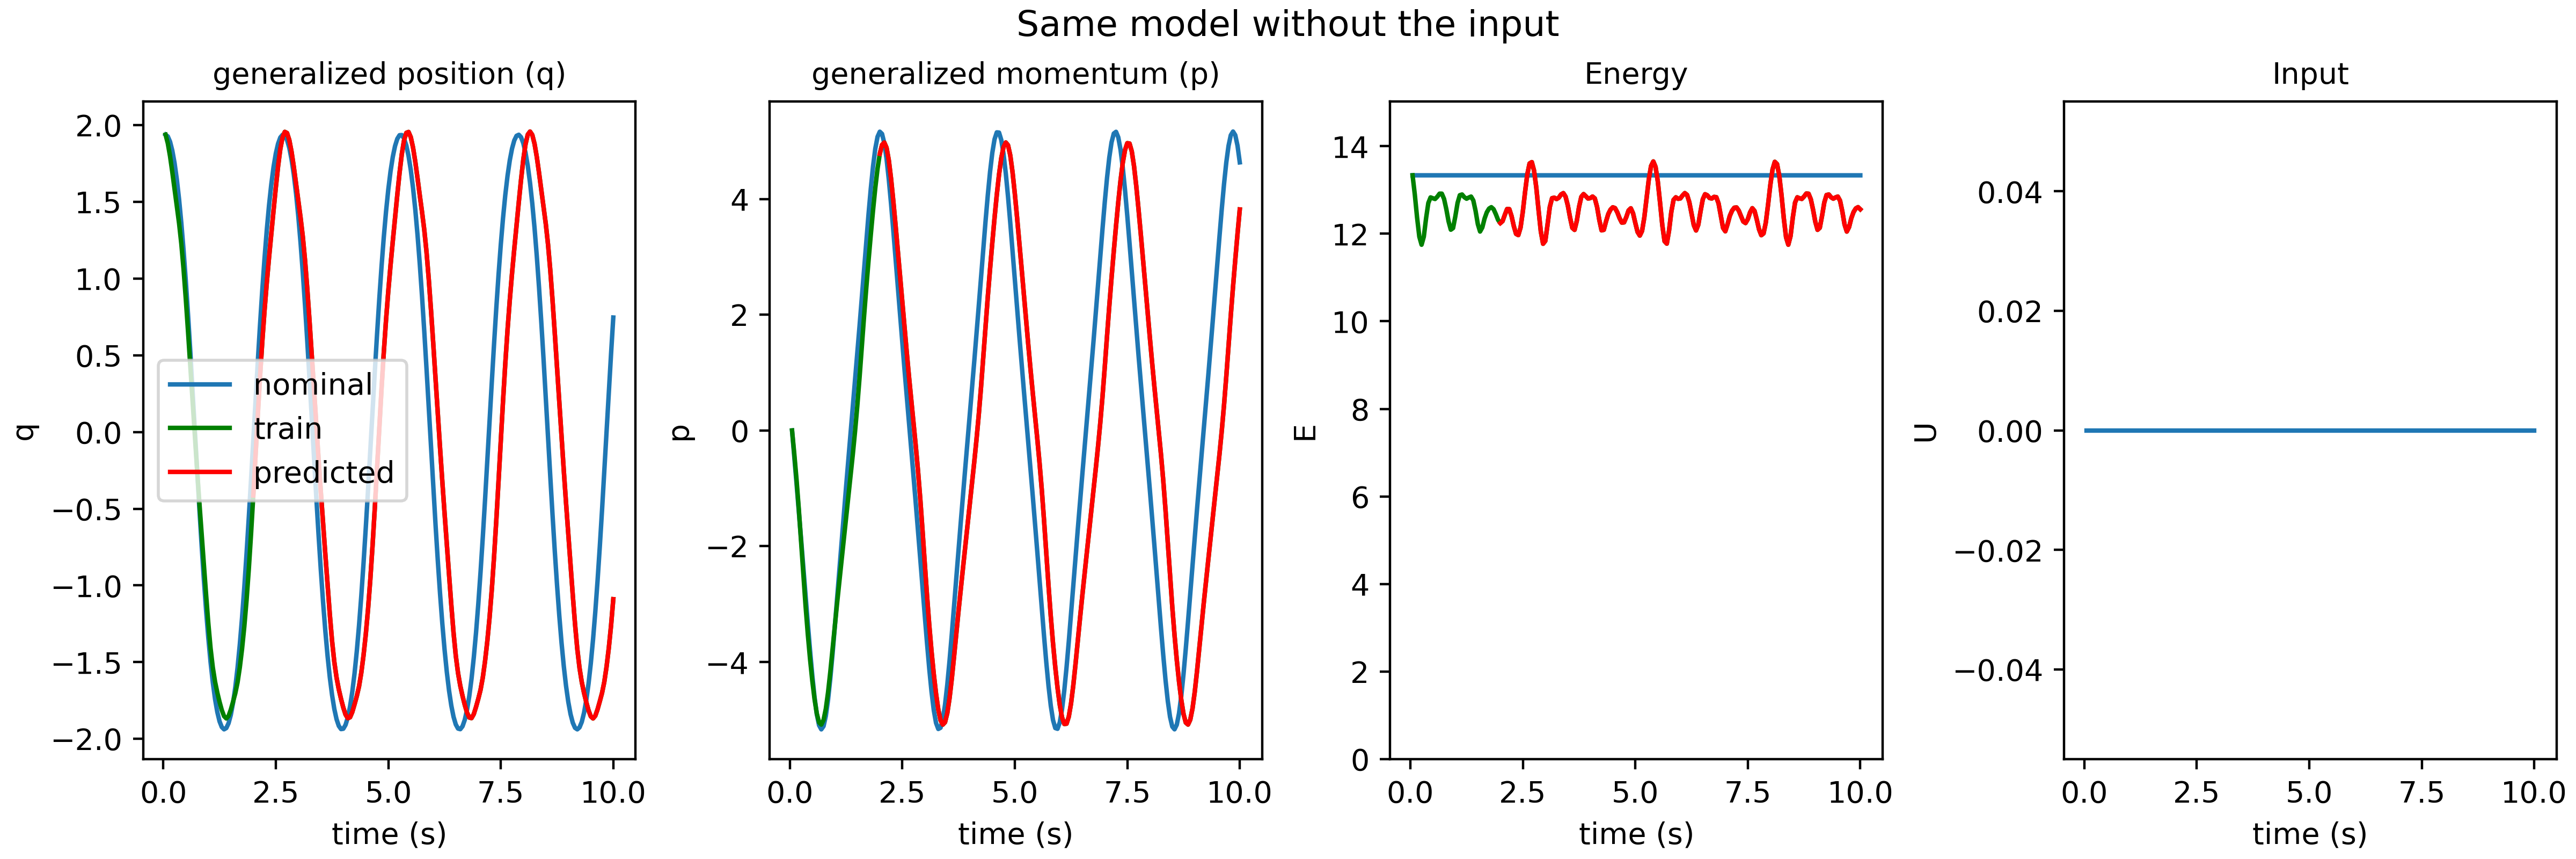 Same model without the input
generalized position (q)
2.0
1.5
1.0
0.5
0.0
−0.5
−1.0
−1.5
−2.0
q
nominal
train
predicted
0.0 2.5 5.0 7.5 10.0
time (s)
generalized momentum (p)
4
2
0
−2
−4
p
0.0 2.5 5.0 7.5 10.0
time (s)
Energy
14
12
10
8
6
4
2
0
E
0.0 2.5 5.0 7.5 10.0
time (s)
Input
0.04
0.02
0.00
−0.02
−0.04
U
0.0 2.5 5.0 7.5 10.0
time (s)